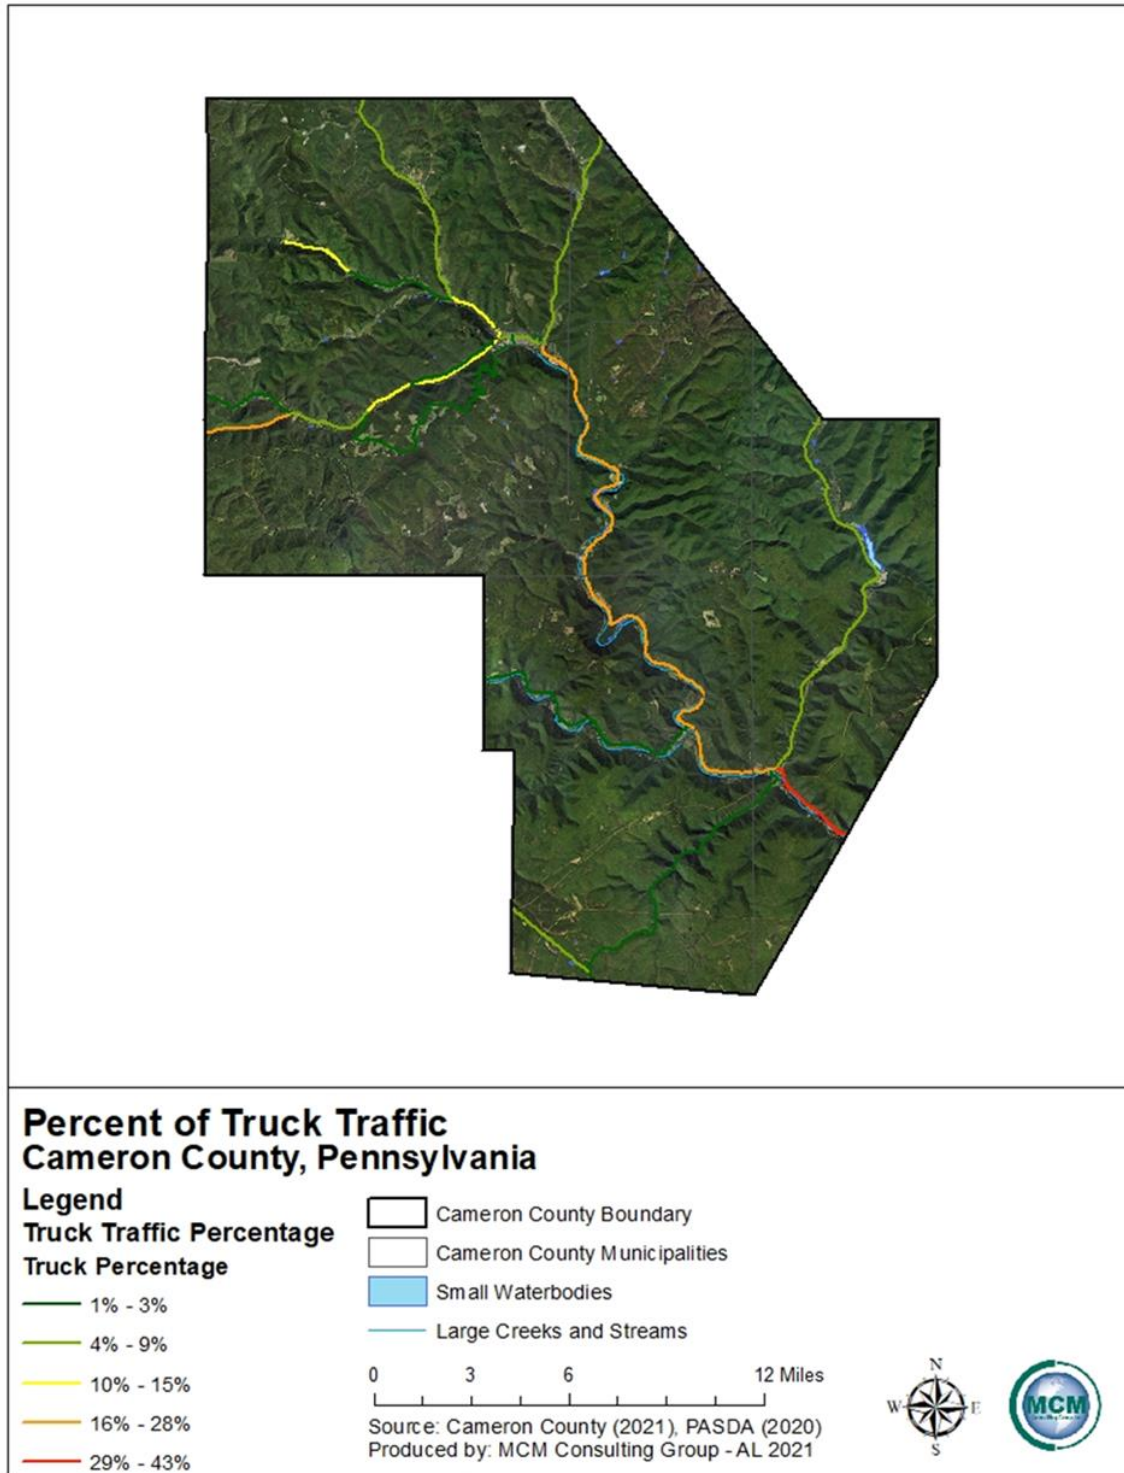 Percent of Truck Traffic
Cameron County, Pennsylvania
Legend
Truck Traffic Percentage
Truck Percentage
1% - 3%
4% - 9%
10% - 15%
16% - 28%
29% - 43%
Cameron County Boundary
Cameron County Municipalities
Small Waterbodies
Large Creeks and Streams
0 3 6 12 Miles
Source: Cameron County (2021), PASDA (2020)
Produced by: MCM Consulting Group - AL 2021
N
W E
S
MCM